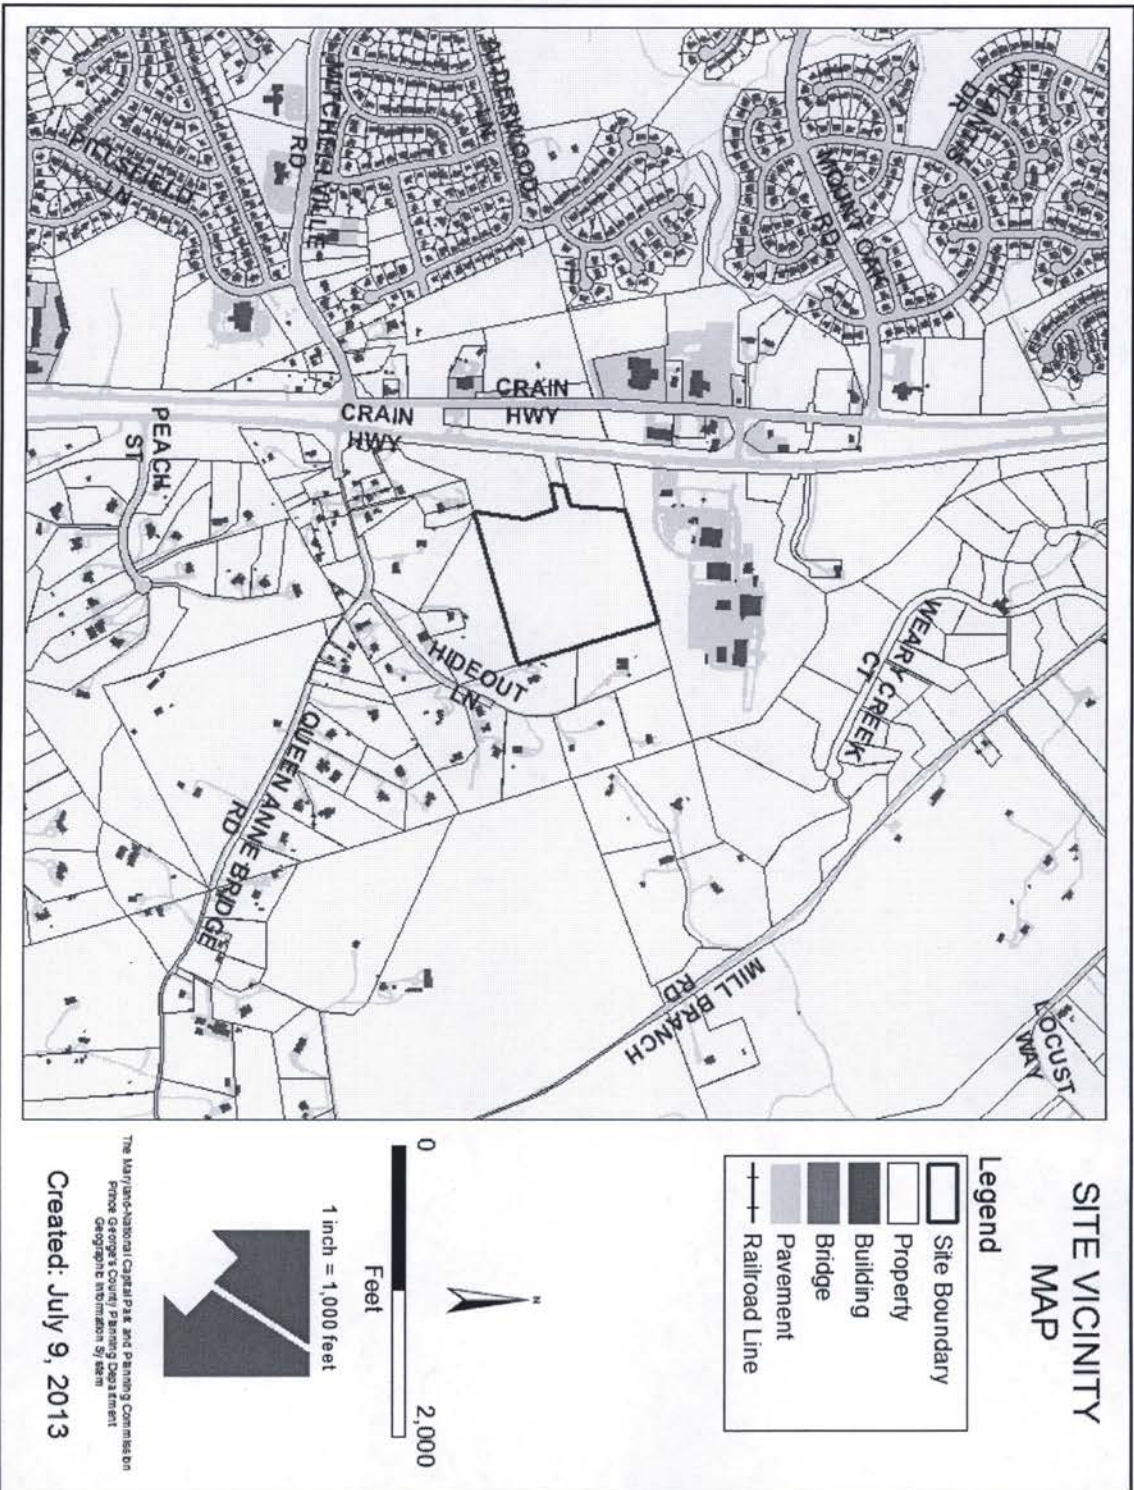 SITE VICINITY
MAP
Legend
Site Boundary
Property
Building
Bridge
Pavement
Railroad Line
N
0
2,000
Feet
1 inch = 1,000 feet
The Maryland-National Capital Park and Planning Commission
Prince George's County Planning Department
Geographic Information System
Created: July 9, 2013
ALDERWOOD
LN
MITCHELLVILLE
RD
PITTSFIELD
LN
DR
MOUNT OAK
RD
CRAIN
HWY
CRAIN
HWY
PEACH
ST
HIDEOUT
LN
QUEEN ANNE BRIDGE
RD
WEARY CREEK
CT
MILL BRANCH
RD
LOCUST
WAY